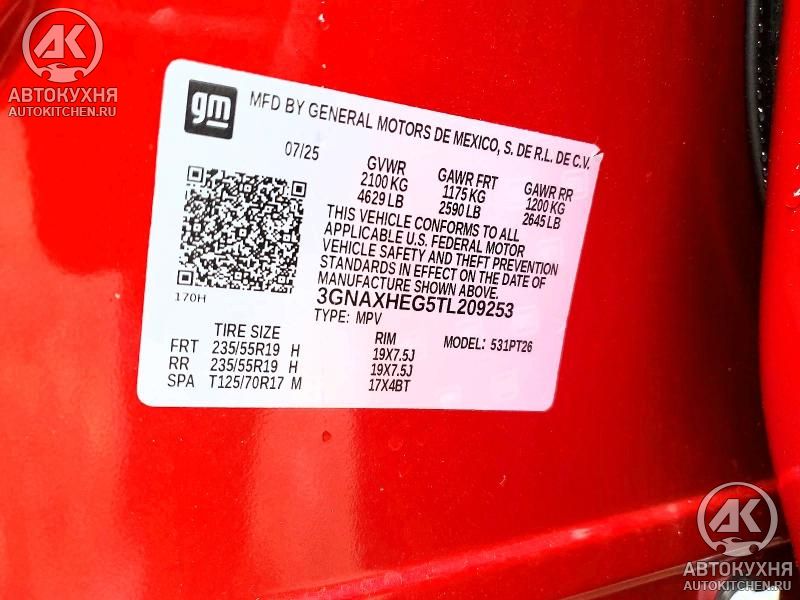 AK
АВТОКУХНЯ
AUTOKITCHEN.RU
gm
MFD BY GENERAL MOTORS DE MEXICO, S. DE R.L. DE C.V.
07/25
GVWR GAWR FRT GAWR RR
2100 KG 1175 KG 1200 KG
4629 LB 2590 LB 2645 LB
THIS VEHICLE CONFORMS TO ALL
APPLICABLE U.S. FEDERAL MOTOR
VEHICLE SAFETY AND THEFT PREVENTION
STANDARDS IN EFFECT ON THE DATE OF
MANUFACTURE SHOWN ABOVE.
170H
3GNAXHEG5TL209253
TYPE: MPV
TIRE SIZE RIM MODEL: 531PT26
FRT 235/55R19 H 19X7.5J
RR 235/55R19 H 19X7.5J
SPA T125/70R17 M 17X4BT
AK
АВТОКУХНЯ
AUTOKITCHEN.RU